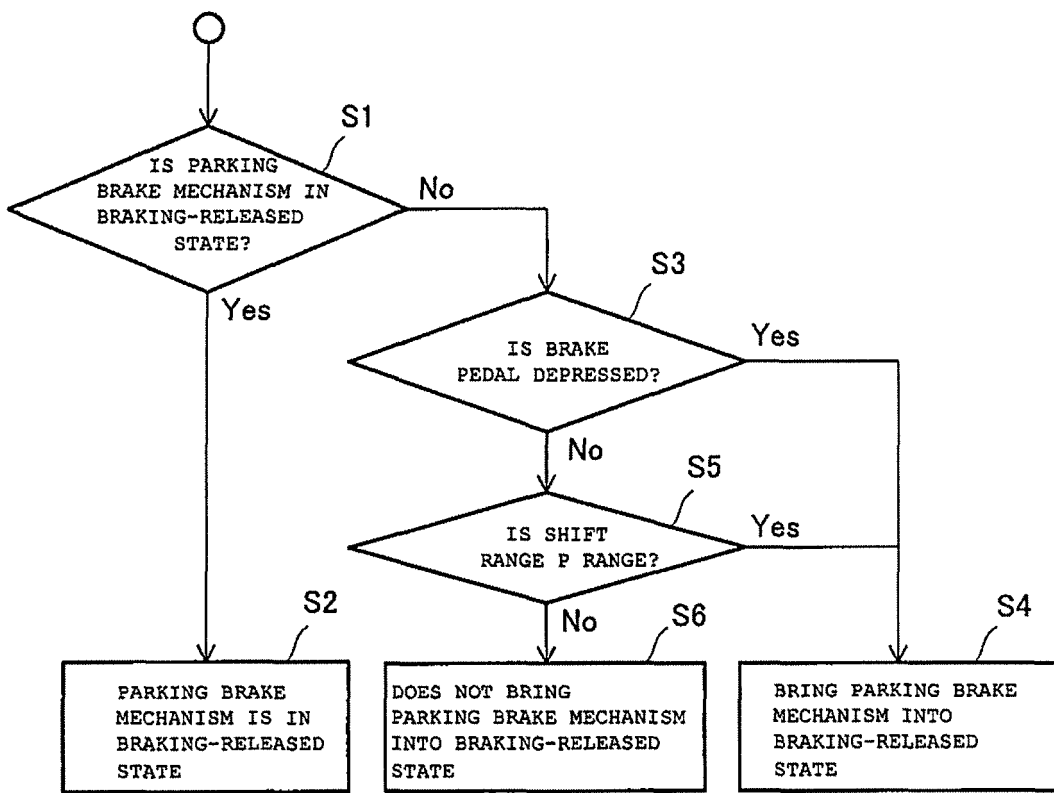 S1
IS PARKING
BRAKE MECHANISM IN
BRAKING-RELEASED
STATE?
No
Yes
S3
IS BRAKE
PEDAL DEPRESSED?
Yes
No
S5
IS SHIFT
RANGE P RANGE?
Yes
No
S2
PARKING BRAKE
MECHANISM IS IN
BRAKING-RELEASED
STATE
S6
DOES NOT BRING
PARKING BRAKE MECHANISM
INTO BRAKING-RELEASED
STATE
S4
BRING PARKING BRAKE
MECHANISM INTO
BRAKING-RELEASED
STATE